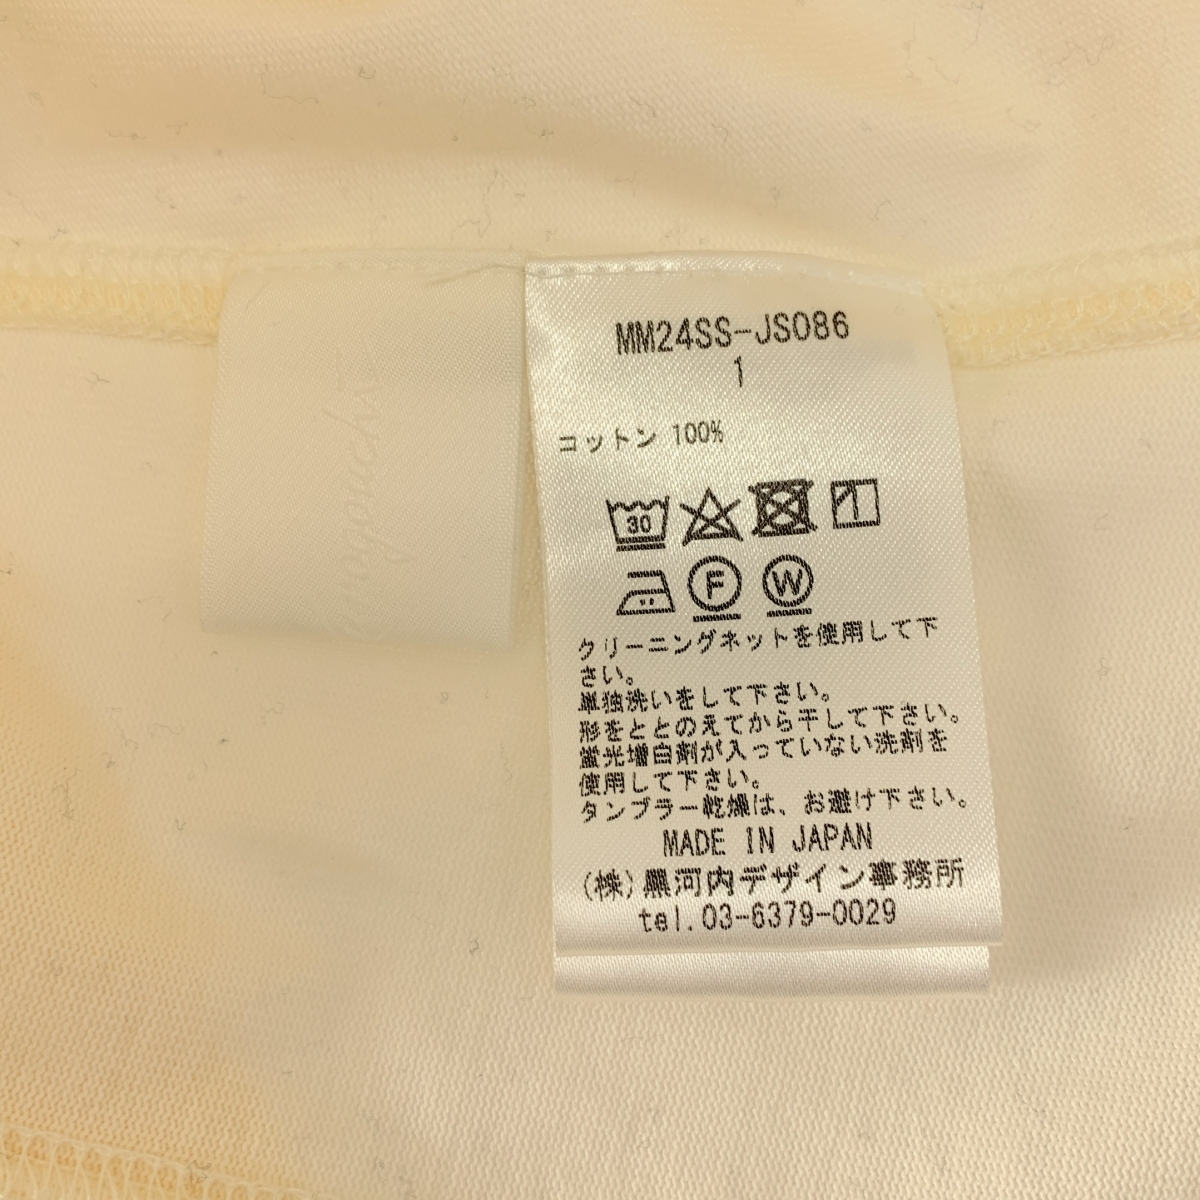 MM24SS-JS086
1
コットン 100%
30
F W
クリーニングネットを使用して下
さい。
単独洗いをして下さい。
形をととのえてから干して下さい。
蛍光増白剤が入っていない洗剤を
使用して下さい。
タンブラー乾燥は、お避け下さい。
MADE IN JAPAN
(株)黒河内デザイン事務所
tel.03-6379-0029